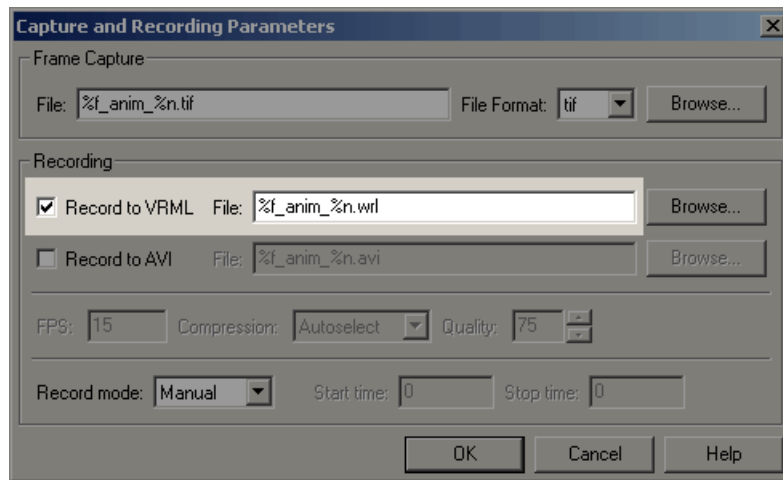 Capture and Recording Parameters
Frame Capture
File: %f_anim_%n.tif File Format: tif Browse...
Recording
Record to VRML File: %f_anim_%n.wrl Browse...
Record to AVI File: %f_anim_%n.avi Browse...
FPS: 15 Compression: Autoselect Quality: 75
Record mode: Manual Start time: 0 Stop time: 0
OK Cancel Help